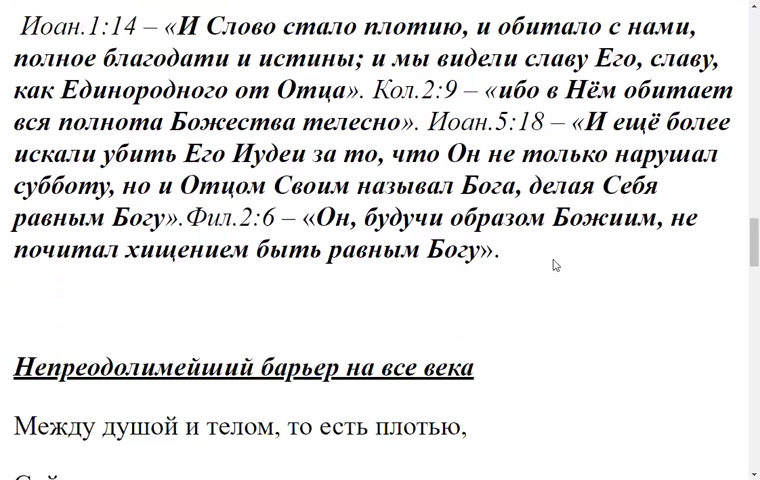 Иоан.1:14 – «И Слово стало плотию, и обитало с нами,
полное благодати и истины; и мы видели славу Его, славу,
как Единородного от Отца». Кол.2:9 – «ибо в Нём обитает
вся полнота Божества телесно». Иоан.5:18 – «И ещё более
искали убить Его Иудеи за то, что Он не только нарушал
субботу, но и Отцом Своим называл Бога, делая Себя
равным Богу».Фил.2:6 – «Он, будучи образом Божиим, не
почитал хищением быть равным Богу».
Непреодолимейший барьер на все века
Между душой и телом, то есть плотью,